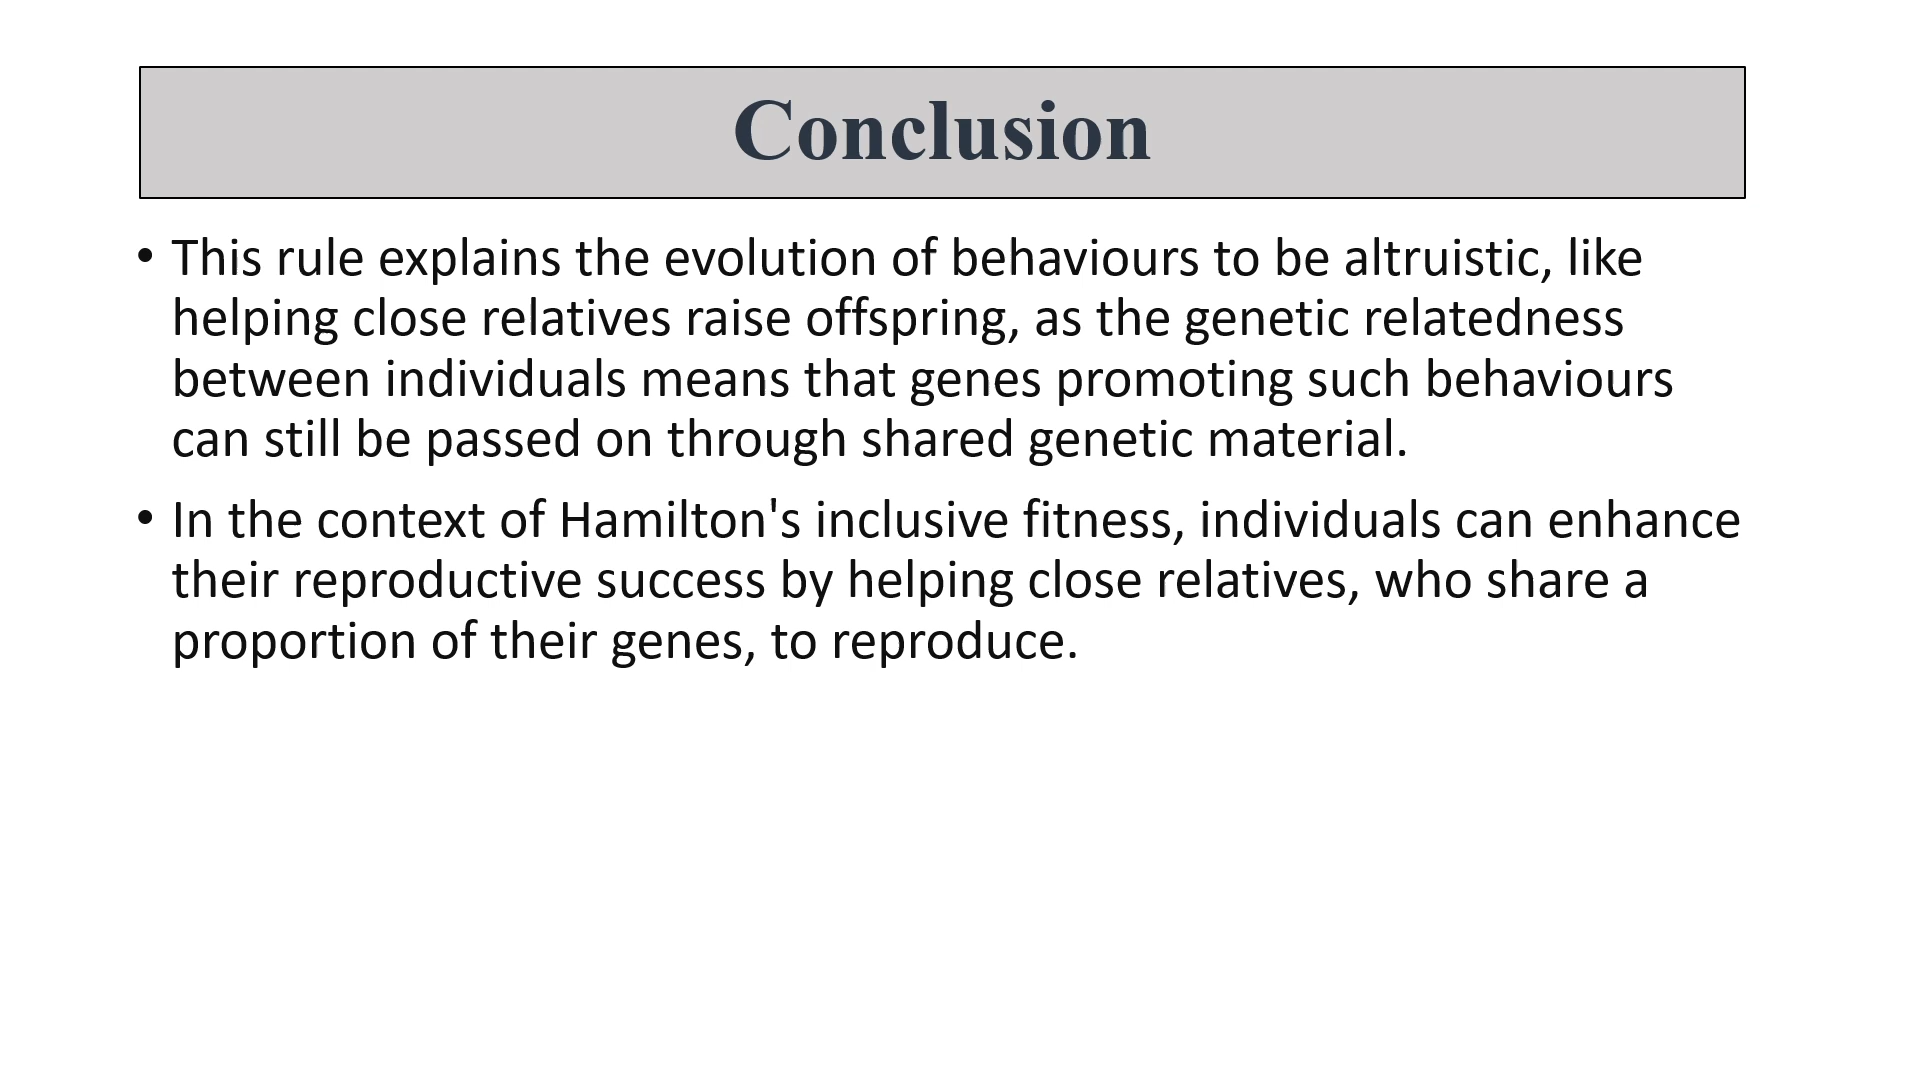 Conclusion
• This rule explains the evolution of behaviours to be altruistic, like
helping close relatives raise offspring, as the genetic relatedness
between individuals means that genes promoting such behaviours
can still be passed on through shared genetic material.
• In the context of Hamilton's inclusive fitness, individuals can enhance
their reproductive success by helping close relatives, who share a
proportion of their genes, to reproduce.